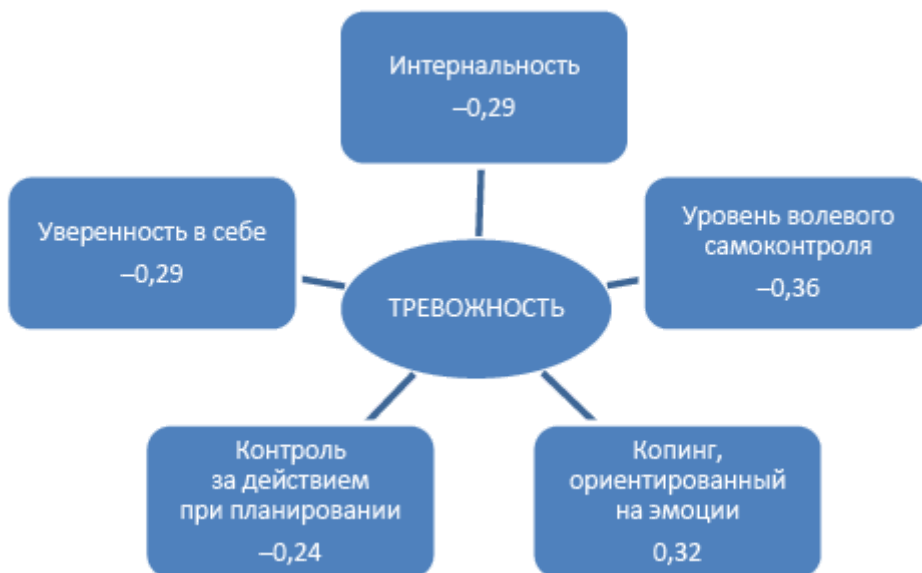 Интернальность
–0,29
Уверенность в себе
–0,29
Уровень волевого
самоконтроля
–0,36
ТРЕВОЖНОСТЬ
Контроль
за действием
при планировании
–0,24
Копинг,
ориентированный
на эмоции
0,32